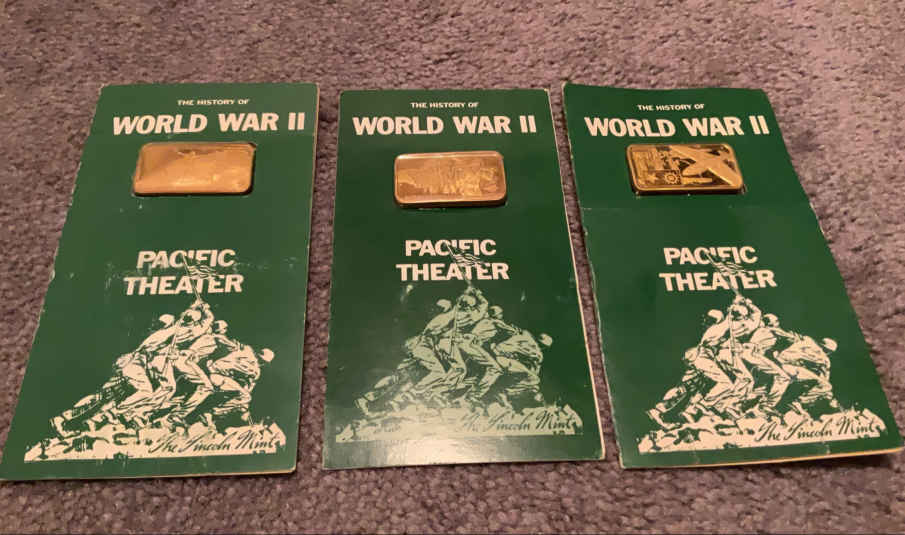 THE HISTORY OF
WORLD WAR II
PACIFIC
THEATER
The Lincoln Mint
THE HISTORY OF
WORLD WAR II
PACIFIC
THEATER
The Lincoln Mint
THE HISTORY OF
WORLD WAR II
PACIFIC
THEATER
The Lincoln Mint